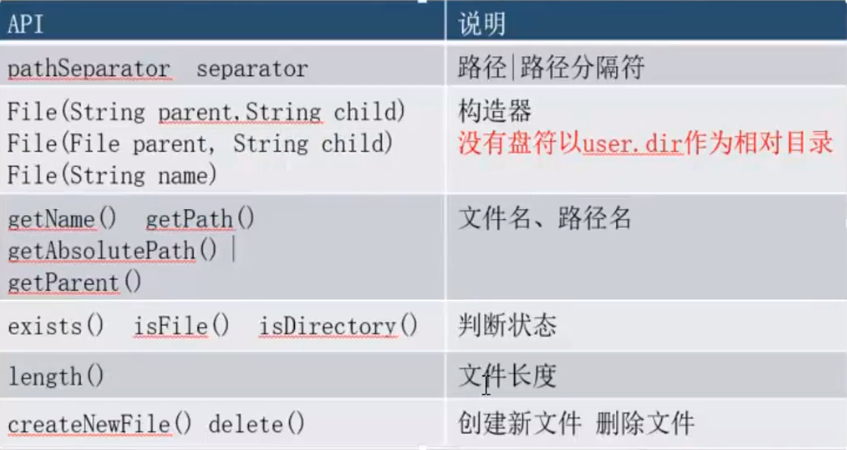 API 说明
pathSeparator separator 路径|路径分隔符
File(String parent,String child) 构造器
File(File parent, String child) 没有盘符以user.dir作为相对目录
File(String name)
getName() getPath() 文件名、路径名
getAbsolutePath()
getParent()
exists() isFile() isDirectory() 判断状态
length() 文件长度
createNewFile() delete() 创建新文件 删除文件